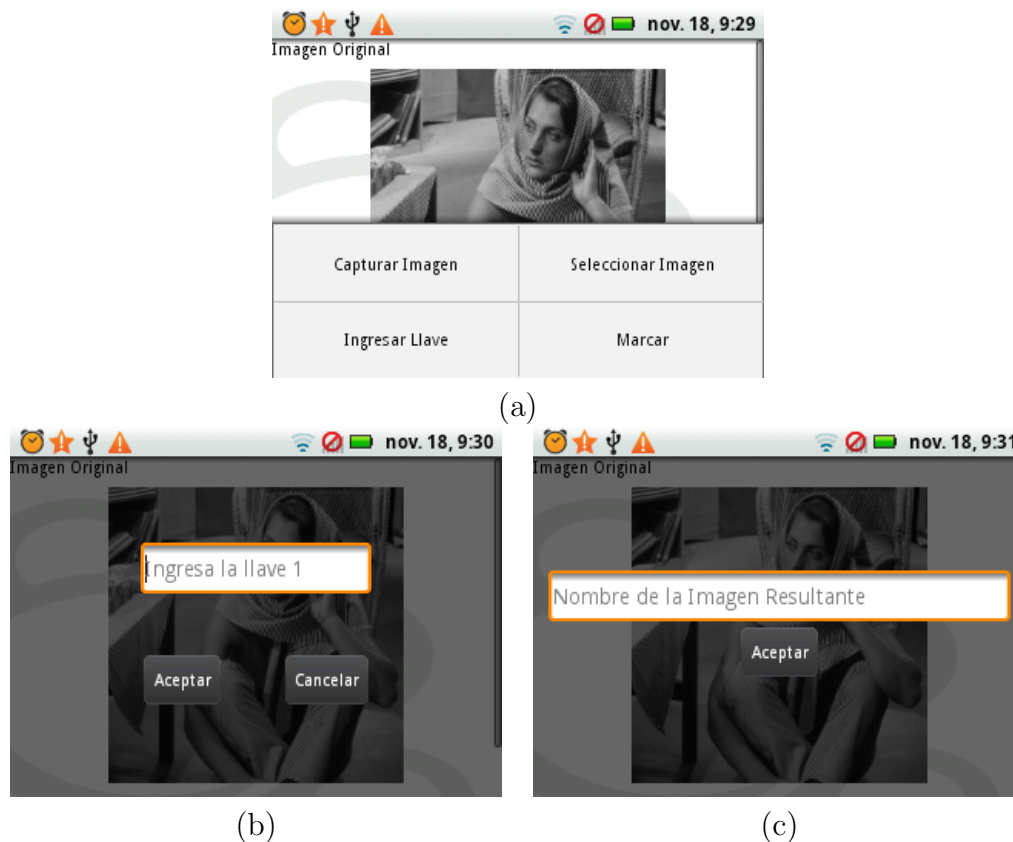 nov. 18, 9:29
Imagen Original
Capturar Imagen
Seleccionar Imagen
Ingresar Llave
Marcar
(a)
nov. 18, 9:30
Imagen Original
Ingresa la llave 1
Aceptar
Cancelar
(b)
nov. 18, 9:31
Imagen Original
Nombre de la Imagen Resultante
Aceptar
(c)